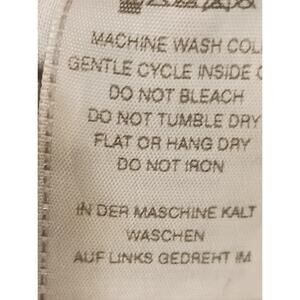 MACHINE WASH COL
GENTLE CYCLE INSIDE
DO NOT BLEACH
DO NOT TUMBLE DRY
FLAT OR HANG DRY
DO NOT IRON
IN DER MASCHINE KALT
WASCHEN
AUF LINKS GEDREHT IM